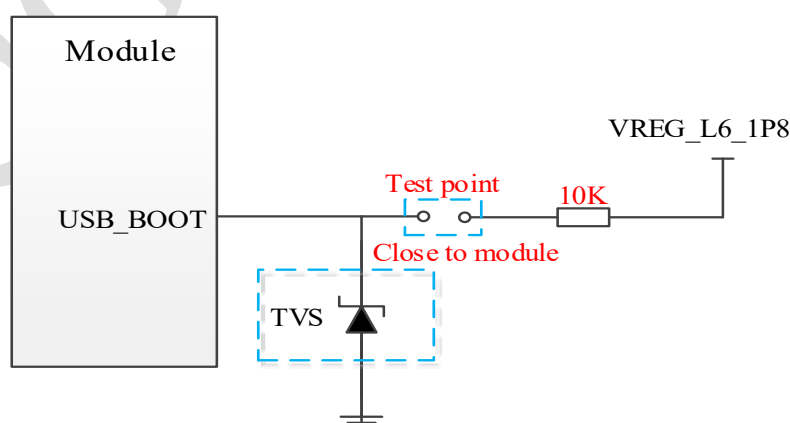 Module
VREG_L6_1P8
Test point
10K
USB_BOOT
Close to module
TVS